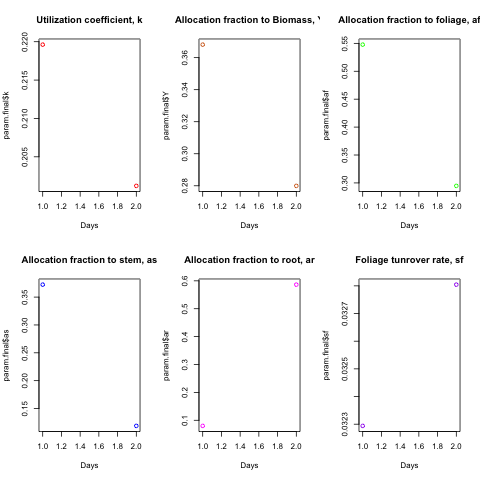 Utilization coefficient, k
param.final$k
0.220
0.215
0.210
0.205
1.0 1.2 1.4 1.6 1.8 2.0
Days
Allocation fraction to Biomass, Y
param.final$Y
0.36
0.34
0.32
0.30
0.28
1.0 1.2 1.4 1.6 1.8 2.0
Days
Allocation fraction to foliage, af
param.final$af
0.55
0.50
0.45
0.40
0.35
0.30
1.0 1.2 1.4 1.6 1.8 2.0
Days
Allocation fraction to stem, as
param.final$as
0.35
0.30
0.25
0.20
0.15
1.0 1.2 1.4 1.6 1.8 2.0
Days
Allocation fraction to root, ar
param.final$ar
0.6
0.5
0.4
0.3
0.2
0.1
1.0 1.2 1.4 1.6 1.8 2.0
Days
Foliage tunrover rate, sf
param.final$sf
0.0327
0.0325
0.0323
1.0 1.2 1.4 1.6 1.8 2.0
Days